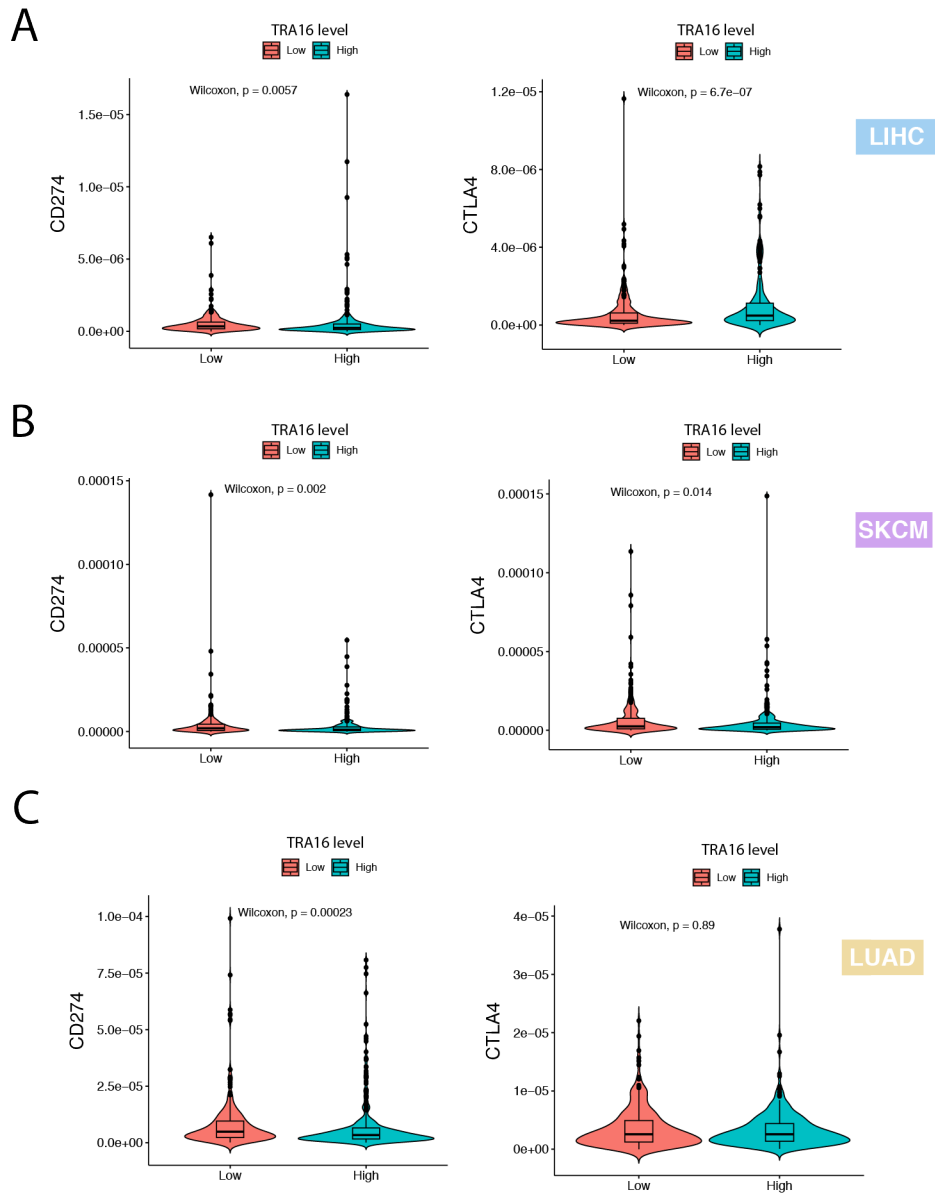 A
TRA16 level
Low High
Wilcoxon, p = 0.0057
CD274
1.5e−05
1.0e−05
5.0e−06
0.0e+00
Low High
TRA16 level
Low High
Wilcoxon, p = 6.7e−07
CTLA4
1.2e−05
8.0e−06
4.0e−06
0.0e+00
Low High
LIHC
B
TRA16 level
Low High
Wilcoxon, p = 0.002
CD274
0.00015
0.00010
0.00005
0.00000
Low High
TRA16 level
Low High
Wilcoxon, p = 0.014
CTLA4
0.00015
0.00010
0.00005
0.00000
Low High
SKCM
C
TRA16 level
Low High
Wilcoxon, p = 0.00023
CD274
1.0e−04
7.5e−05
5.0e−05
2.5e−05
0.0e+00
Low High
TRA16 level
Low High
Wilcoxon, p = 0.89
CTLA4
4e−05
3e−05
2e−05
1e−05
0e+00
Low High
LUAD